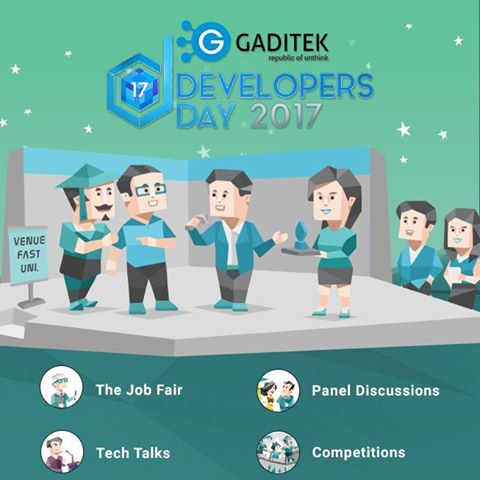 G GADITEK
republic of unthink
17
DEVELOPERS
DAY 2017
VENUE
FAST
UNI.
The Job Fair
Panel Discussions
Tech Talks
Competitions